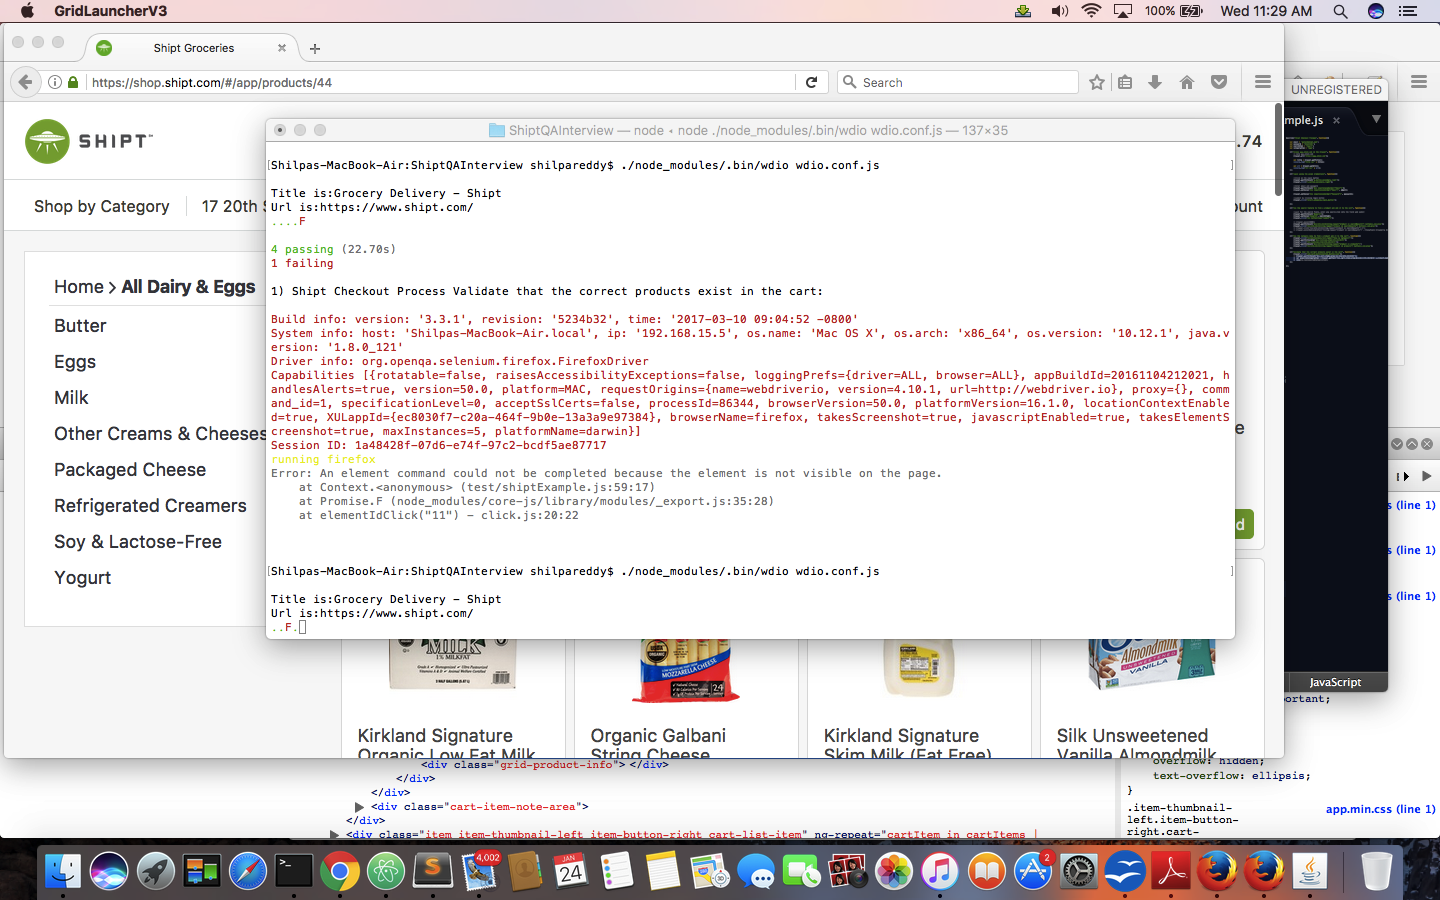 GridLauncherV3
100%
Wed 11:29 AM
Shipt Groceries
https://shop.shipt.com/#/app/products/44
Search
UNREGISTERED
SHIPT
.74
mple.js
ShiptQAInterview — node • node ./node_modules/.bin/wdio wdio.conf.js — 137×35
Shop by Category
17 20th S
ount
Home > All Dairy & Eggs
Butter
Eggs
Milk
Other Creams & Cheeses
Packaged Cheese
Refrigerated Creamers
Soy & Lactose-Free
Yogurt
[Shilpas-MacBook-Air:ShiptQAInterview shilpareddy$ ./node_modules/.bin/wdio wdio.conf.js ]
Title is:Grocery Delivery - Shipt
Url is:https://www.shipt.com/
....F
4 passing (22.70s)
1 failing
1) Shipt Checkout Process Validate that the correct products exist in the cart:
Build info: version: '3.3.1', revision: '5234b32', time: '2017-03-10 09:04:52 -0800'
System info: host: 'Shilpas-MacBook-Air.local', ip: '192.168.15.5', os.name: 'Mac OS X', os.arch: 'x86_64', os.version: '10.12.1', java.v
ersion: '1.8.0_121'
Driver info: org.openqa.selenium.firefox.FirefoxDriver
Capabilities [{rotatable=false, raisesAccessibilityExceptions=false, loggingPrefs={driver=ALL, browser=ALL}, appBuildId=20161104212021, h
andlesAlerts=true, version=50.0, platform=MAC, requestOrigins={name=webdriverio, version=4.10.1, url=http://webdriver.io}, proxy={}, comm
and_id=1, specificationLevel=0, acceptSslCerts=false, processId=86344, browserVersion=50.0, platformVersion=16.1.0, locationContextEnable
d=true, XULappId={ec8030f7-c20a-464f-9b0e-13a3a9e97384}, browserName=firefox, takesScreenshot=true, javascriptEnabled=true, takesElementS
creenshot=true, maxInstances=5, platformName=darwin}]
Session ID: 1a48428f-07d6-e74f-97c2-bcdf5ae87717
running firefox
Error: An element command could not be completed because the element is not visible on the page.
at Context.<anonymous> (test/shiptExample.js:59:17)
at Promise.F (node_modules/core-js/library/modules/_export.js:35:28)
at elementIdClick("11") - click.js:20:22
[Shilpas-MacBook-Air:ShiptQAInterview shilpareddy$ ./node_modules/.bin/wdio wdio.conf.js ]
Title is:Grocery Delivery - Shipt
Url is:https://www.shipt.com/
..F.
e
d
s (line 1)
s (line 1)
s (line 1)
JavaScript
portant;
MILK
1% MILKFAT
MOZZARELLA CHEESE
24
Almondmilk
UNSWEETENED
VANILLA
Kirkland Signature
Organic Low Fat Milk
Organic Galbani
String Cheese
Kirkland Signature
Skim Milk (Fat Free)
Silk Unsweetened
Vanilla Almondmilk
<div class="grid-product-info"> </div>
</div>
</div>
<div class="cart-item-note-area">
</div>
<div class="item item-thumbnail-left item-button-right cart-list-item" ng-repeat="cartItem in cartItems |
overflow: hidden;
text-overflow: ellipsis;
}
.item-thumbnail-
left.item-button-
right.cart-
app.min.css (line 1)
4,002
JAN
24
2